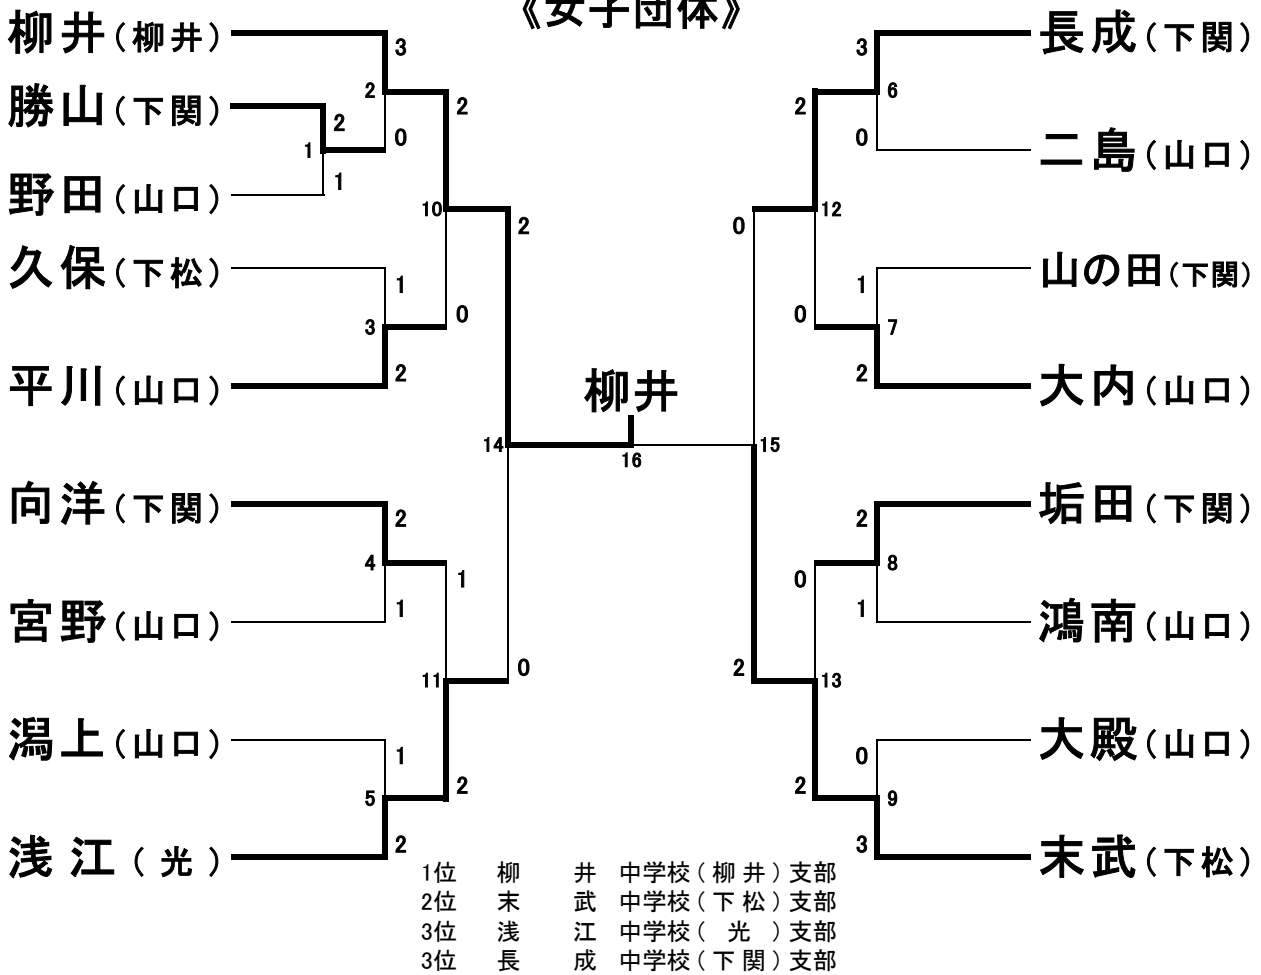 《女子団体》
柳井(柳井)
勝山(下関)
野田(山口)
久保(下松)
平川(山口)
向洋(下関)
宮野(山口)
潟上(山口)
浅江(光)
3
2
2
0
1
1
2
10
1
3
2
0
2
14
2
4
1
1
11
1
5
2
2
0
柳井
16
長成(下関)
二島(山口)
山の田(下関)
大内(山口)
垢田(下関)
鴻南(山口)
大殿(山口)
末武(下松)
3
6
0
2
12
0
1
7
2
0
15
2
8
1
0
13
2
0
9
3
2
1位 柳井 中学校(柳井)支部
2位 末武 中学校(下松)支部
3位 浅江 中学校(光)支部
3位 長成 中学校(下関)支部